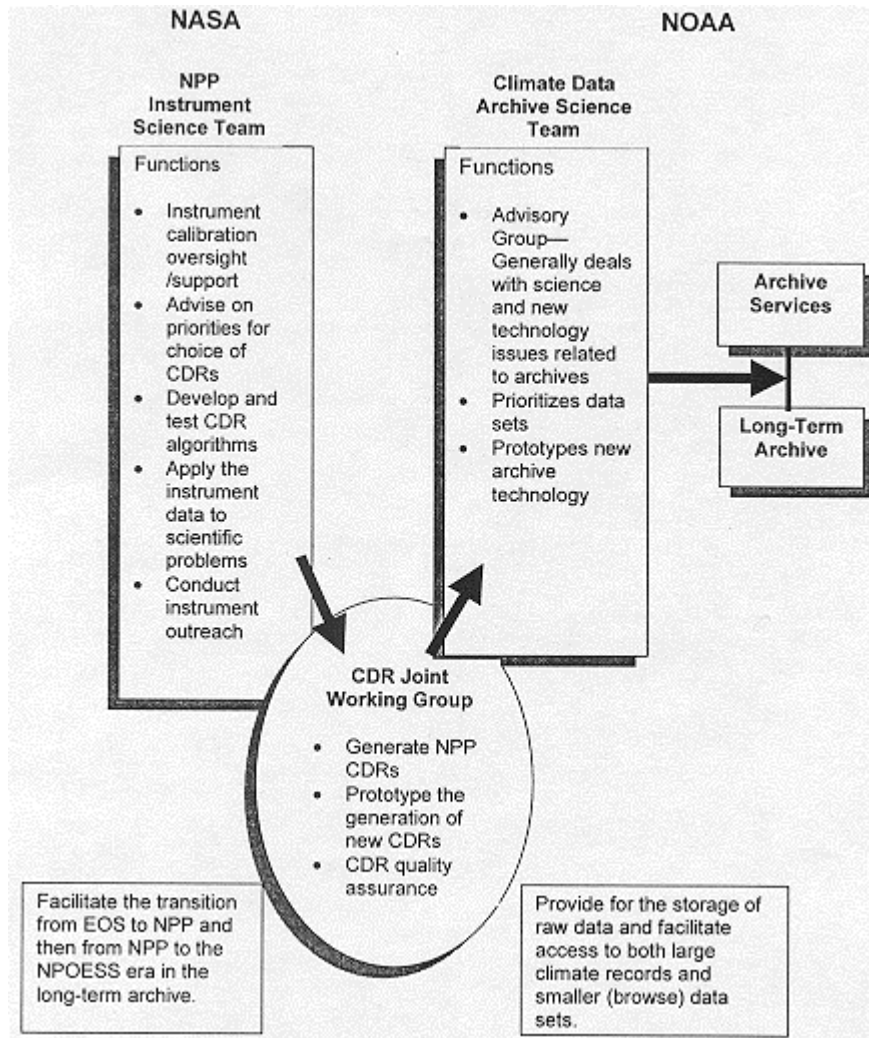 NASA
NOAA
NPP
Instrument
Science Team
Functions
• Instrument
calibration
oversight
/support
• Advise on
priorities for
choice of
CDRs
• Develop and
test CDR
algorithms
• Apply the
instrument
data to
scientific
problems
• Conduct
instrument
outreach
Climate Data
Archive Science
Team
Functions
• Advisory
Group—
Generally deals
with science
and new
technology
issues related
to archives
• Prioritizes data
sets
• Prototypes new
archive
technology
Archive
Services
Long-Term
Archive
CDR Joint
Working Group
• Generate NPP
CDRs
• Prototype the
generation of
new CDRs
• CDR quality
assurance
Facilitate the transition
from EOS to NPP and
then from NPP to the
NPOESS era in the
long-term archive.
Provide for the storage of
raw data and facilitate
access to both large
climate records and
smaller (browse) data
sets.